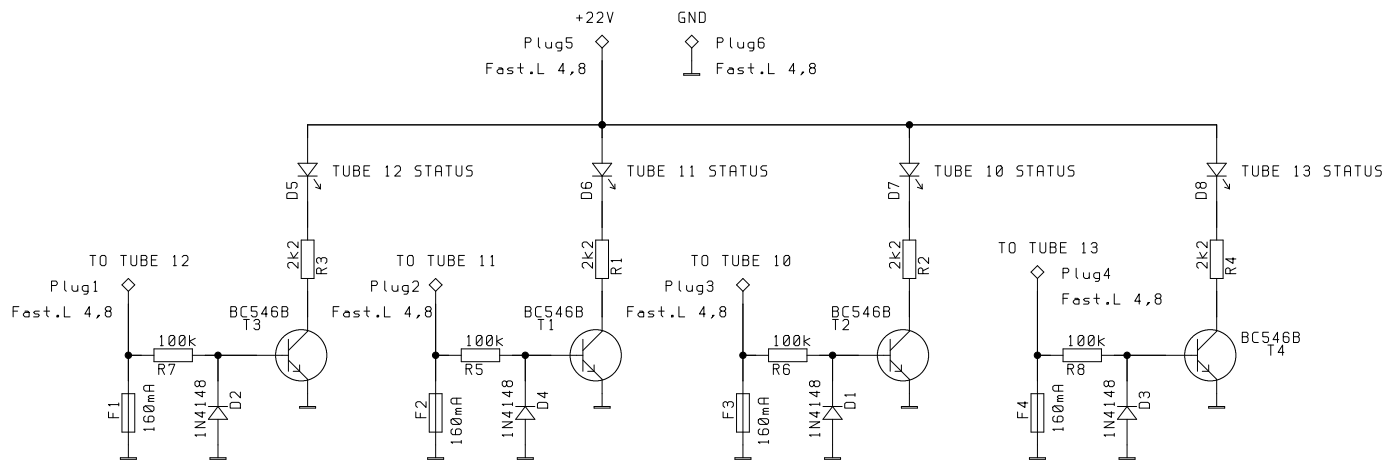 +22V
GND
Plug5
Plug6
Fast.L 4,8
Fast.L 4,8
D5
TUBE 12 STATUS
D6
TUBE 11 STATUS
D7
TUBE 10 STATUS
D8
TUBE 13 STATUS
2k2
R3
2k2
R1
2k2
R2
2k2
R4
TO TUBE 12
Plug1
Fast.L 4,8
TO TUBE 11
Plug2
Fast.L 4,8
TO TUBE 10
Plug3
Fast.L 4,8
TO TUBE 13
Plug4
Fast.L 4,8
BC546B
T3
BC546B
T1
BC546B
T2
BC546B
T4
100k
R7
100k
R5
100k
R6
100k
R8
F1
160mA
1N4148
D2
F2
160mA
1N4148
D4
F3
160mA
1N4148
D1
F4
160mA
1N4148
D3